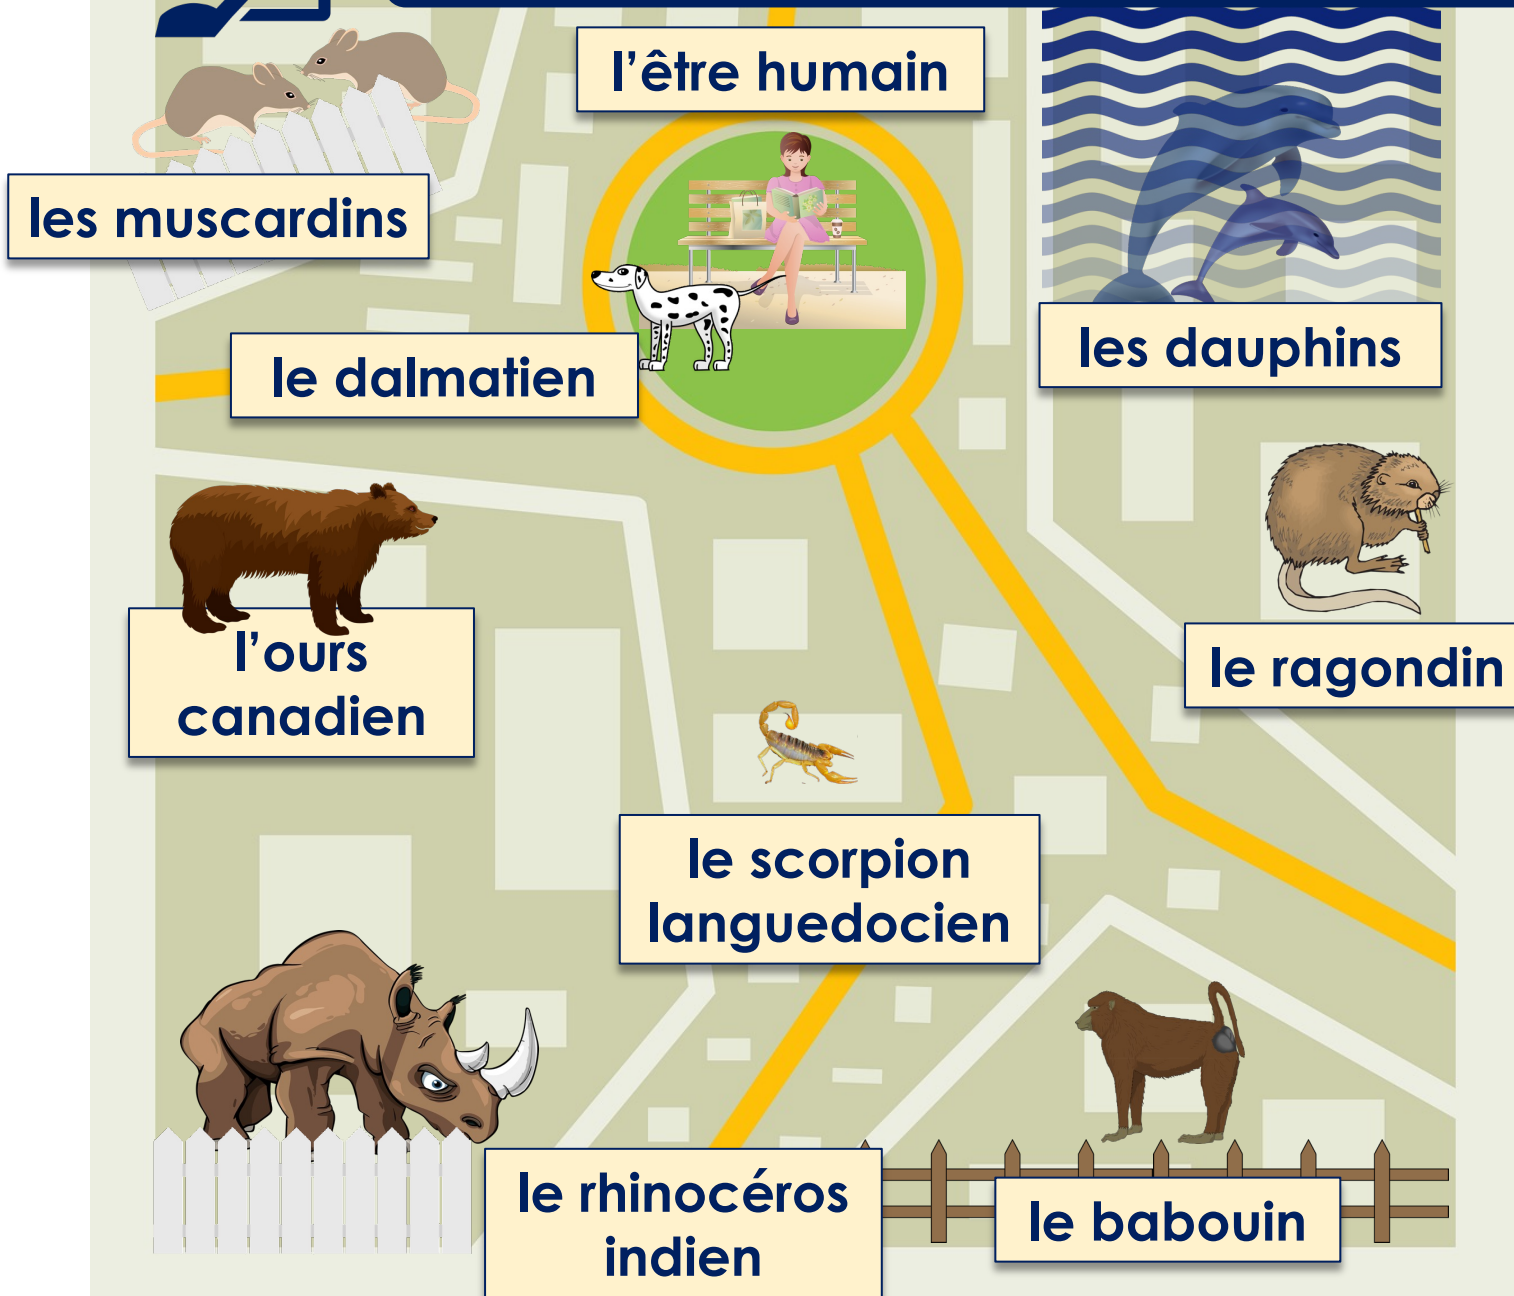 l’être humain
les muscardins
les dauphins
le dalmatien
l’ours
canadien
le ragondin
le scorpion
languedocien
le rhinocéros
indien
le babouin